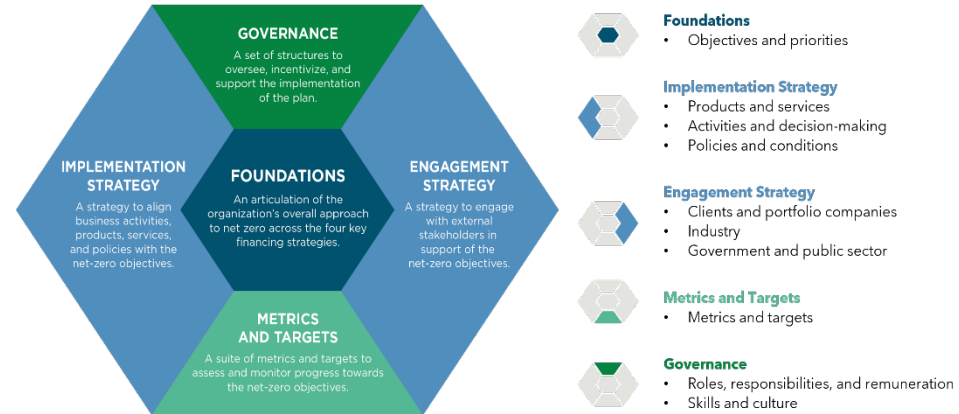 GOVERNANCE
A set of structures to
oversee, incentivize, and
support the implementation
of the plan.
IMPLEMENTATION
STRATEGY
A strategy to align
business activities,
products, services,
and policies with the
net-zero objectives.
FOUNDATIONS
An articulation of the
organization's overall approach
to net zero across the four key
financing strategies.
ENGAGEMENT
STRATEGY
A strategy to engage
with external
stakeholders in
support of the
net-zero objectives.
METRICS
AND TARGETS
A suite of metrics and targets to
assess and monitor progress towards
the net-zero objectives.
Foundations
• Objectives and priorities
Implementation Strategy
• Products and services
• Activities and decision-making
• Policies and conditions
Engagement Strategy
• Clients and portfolio companies
• Industry
• Government and public sector
Metrics and Targets
• Metrics and targets
Governance
• Roles, responsibilities, and remuneration
• Skills and culture